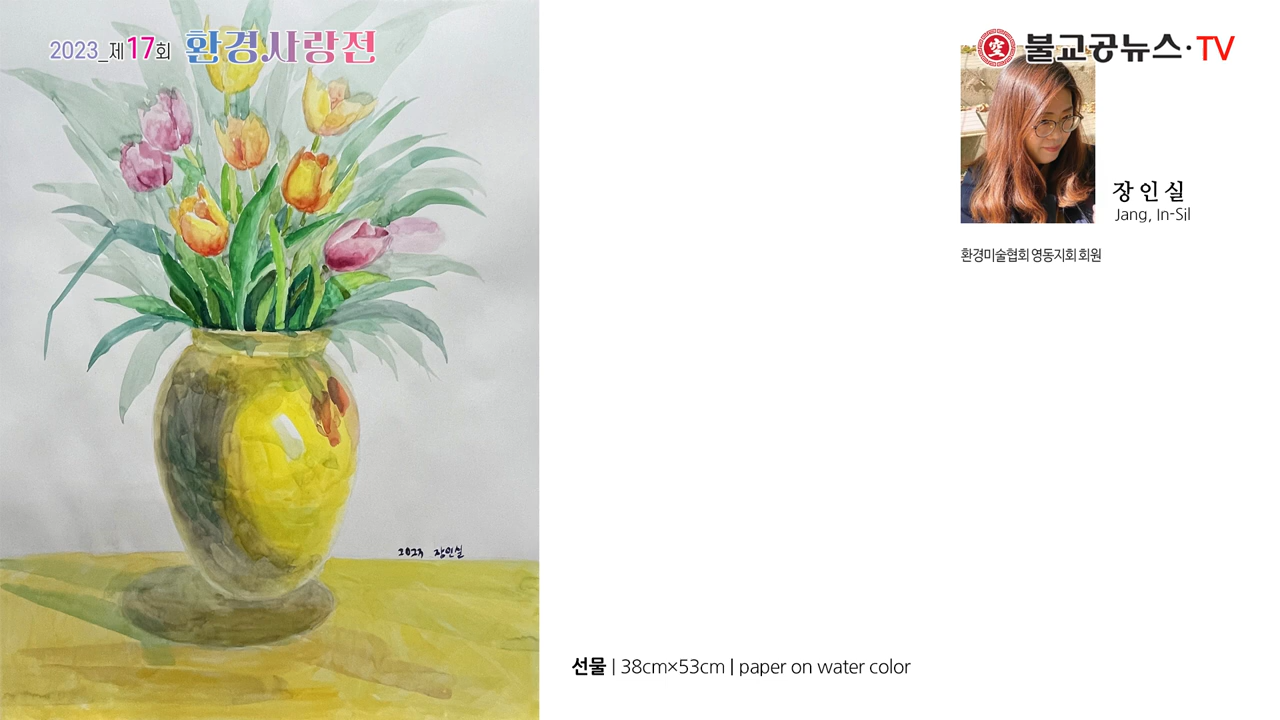 2023_제17회 환경사랑전
空 불교공뉴스·TV
장인실
Jang, In-Sil
환경미술협회 영동지회 회원
2023 장인실
선물 | 38cm×53cm | paper on water color